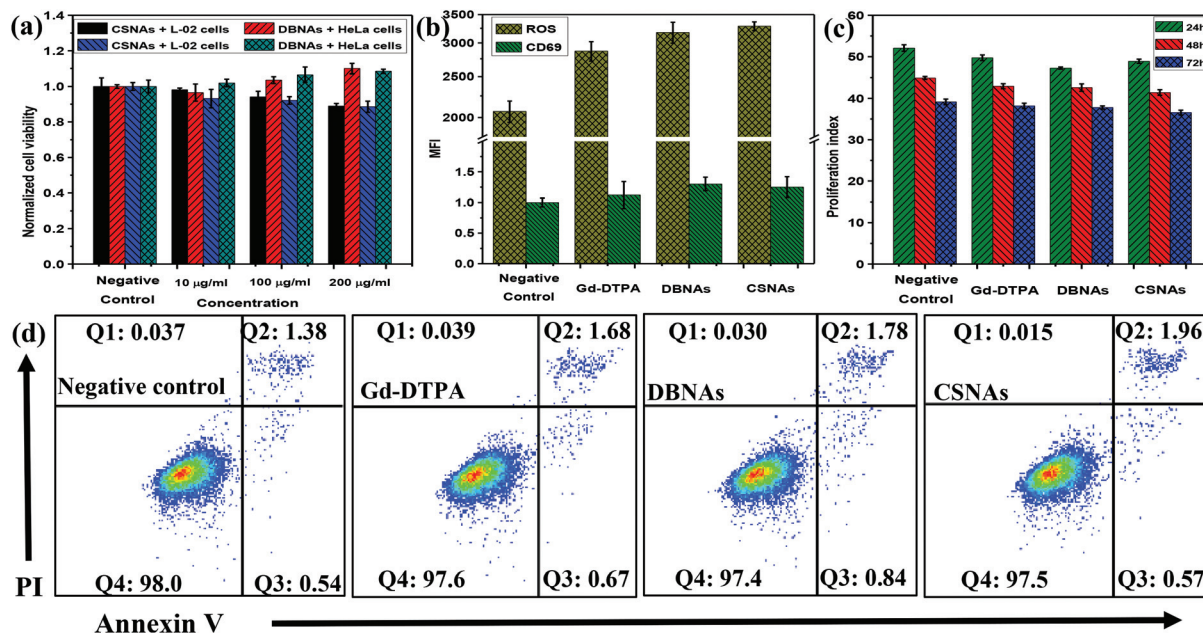 (a)
CSNAs + L-02 cells
DBNAs + HeLa cells
CSNAs + L-02 cells
DBNAs + HeLa cells
1.4
1.2
1.0
0.8
0.6
0.4
0.2
0.0
Normalized cell viability
Negative
Control
10 μg/ml
100 μg/ml
200 μg/ml
Concentration
(b)
ROS
CD69
3500
3000
2500
2000
1.5
1.0
0.5
0.0
MFI
Negative
Control
Gd-DTPA
DBNAs
CSNAs
(c)
24h
48h
72h
60
50
40
30
20
10
0
Proliferation index
Negative
Control
Gd-DTPA
DBNAs
CSNAs
(d)
Q1: 0.037
Q2: 1.38
Negative control
Q4: 98.0
Q3: 0.54
Q1: 0.039
Q2: 1.68
Gd-DTPA
Q4: 97.6
Q3: 0.67
Q1: 0.030
Q2: 1.78
DBNAs
Q4: 97.4
Q3: 0.84
Q1: 0.015
Q2: 1.96
CSNAs
Q4: 97.5
Q3: 0.57
PI
Annexin V